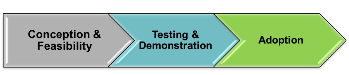 Conception &
Feasibility
Testing &
Demonstration
Adoption